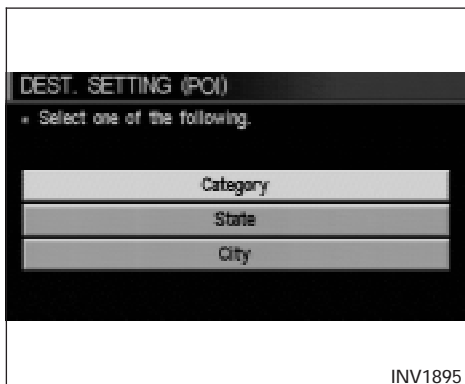 DEST. SETTING (POI)
Select one of the following.
Category
State
City
INV1895